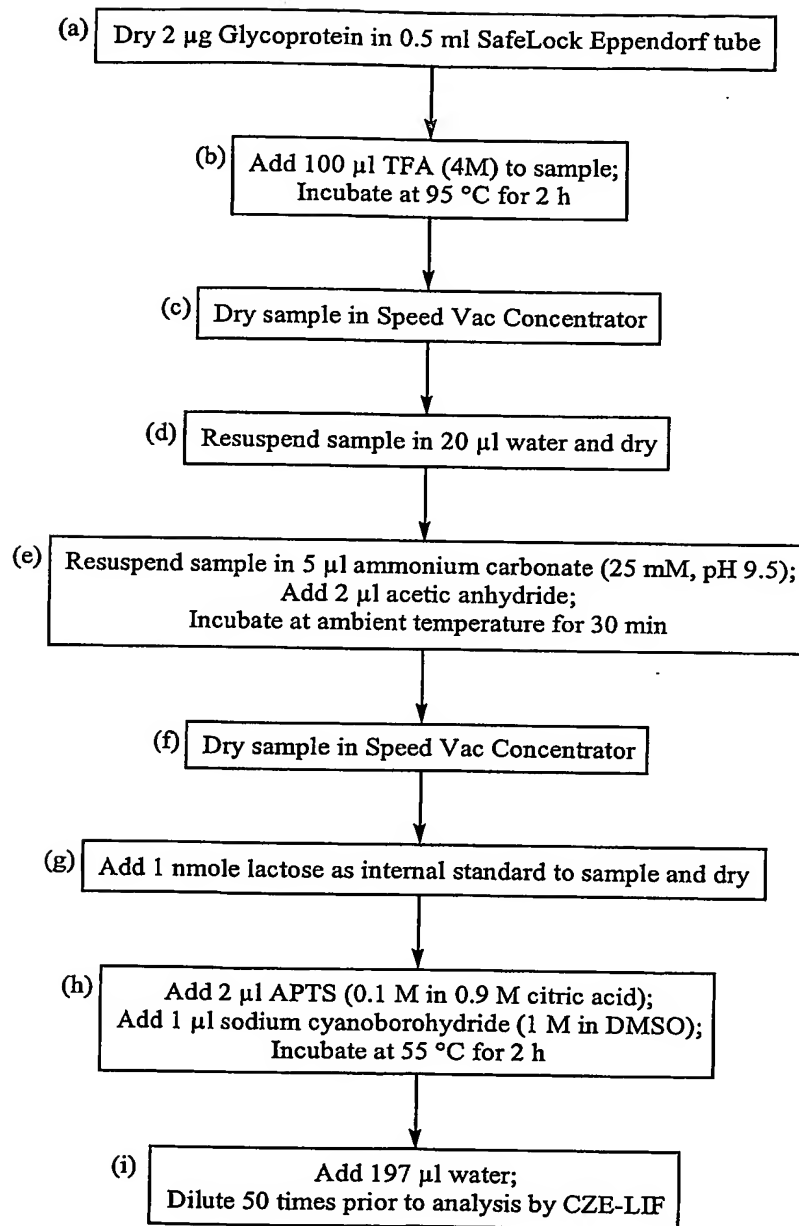 (a) Dry 2 µg Glycoprotein in 0.5 ml SafeLock Eppendorf tube
(b) Add 100 µl TFA (4M) to sample;
Incubate at 95 °C for 2 h
(c) Dry sample in Speed Vac Concentrator
(d) Resuspend sample in 20 µl water and dry
(e) Resuspend sample in 5 µl ammonium carbonate (25 mM, pH 9.5);
Add 2 µl acetic anhydride;
Incubate at ambient temperature for 30 min
(f) Dry sample in Speed Vac Concentrator
(g) Add 1 nmole lactose as internal standard to sample and dry
(h) Add 2 µl APTS (0.1 M in 0.9 M citric acid);
Add 1 µl sodium cyanoborohydride (1 M in DMSO);
Incubate at 55 °C for 2 h
(i) Add 197 µl water;
Dilute 50 times prior to analysis by CZE-LIF